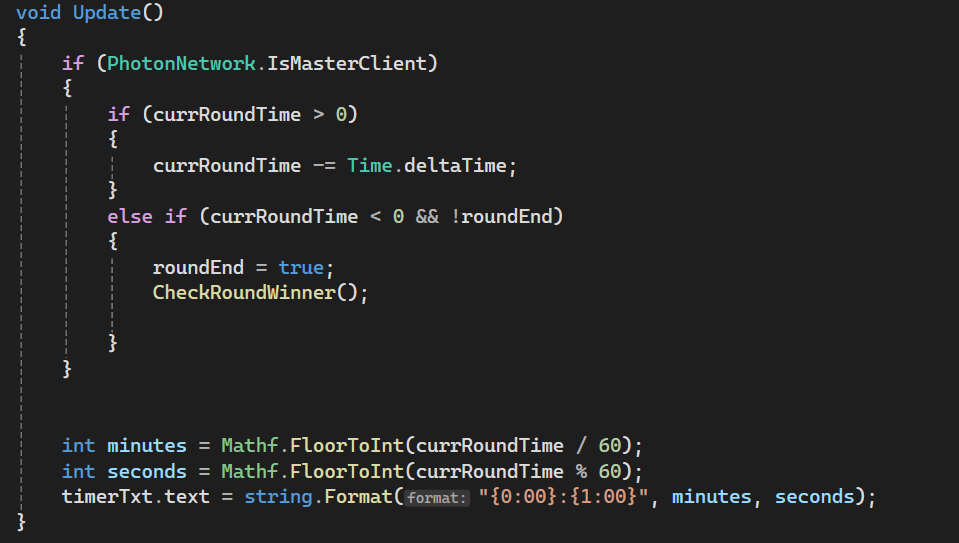 void Update()
{
    if (PhotonNetwork.IsMasterClient)
    {
        if (currRoundTime > 0)
        {
            currRoundTime -= Time.deltaTime;
        }
        else if (currRoundTime < 0 && !roundEnd)
        {
            roundEnd = true;
            CheckRoundWinner();

        }
    }


    int minutes = Mathf.FloorToInt(currRoundTime / 60);
    int seconds = Mathf.FloorToInt(currRoundTime % 60);
    timerTxt.text = string.Format(format: "{0:00}:{1:00}", minutes, seconds);
}